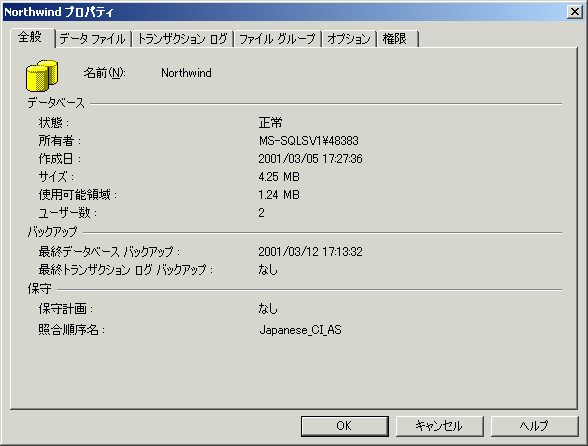 Northwind プロパティ
全般 データ ファイル トランザクション ログ ファイル グループ オプション 権限
名前(N): Northwind
データベース
状態 : 正常
所有者 : MS-SQLSV1¥48383
作成日 : 2001/03/05 17:27:36
サイズ : 4.25 MB
使用可能領域 : 1.24 MB
ユーザー数 : 2
バックアップ
最終データベース バックアップ : 2001/03/12 17:13:32
最終トランザクション ログ バックアップ : なし
保守
保守計画 : なし
照合順序名 : Japanese_CI_AS
OK キャンセル ヘルプ